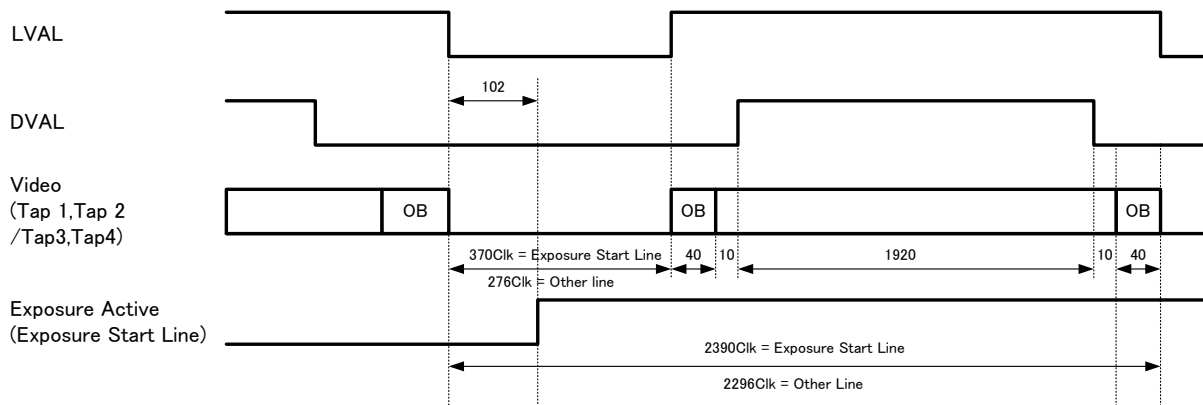 LVAL
102
DVAL
Video
(Tap 1,Tap 2
/Tap3,Tap4)
OB
OB
OB
370Clk = Exposure Start Line
40
10
1920
10
40
276Clk = Other line
Exposure Active
(Exposure Start Line)
2390Clk = Exposure Start Line
2296Clk = Other Line